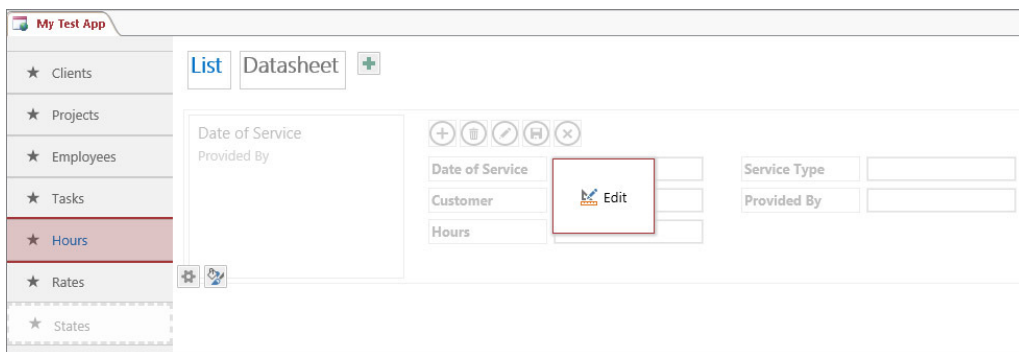 My Test App
List Datasheet
Clients
Projects
Employees
Tasks
Hours
Rates
States
Date of Service
Provided By
Date of Service
Customer
Hours
Edit
Service Type
Provided By